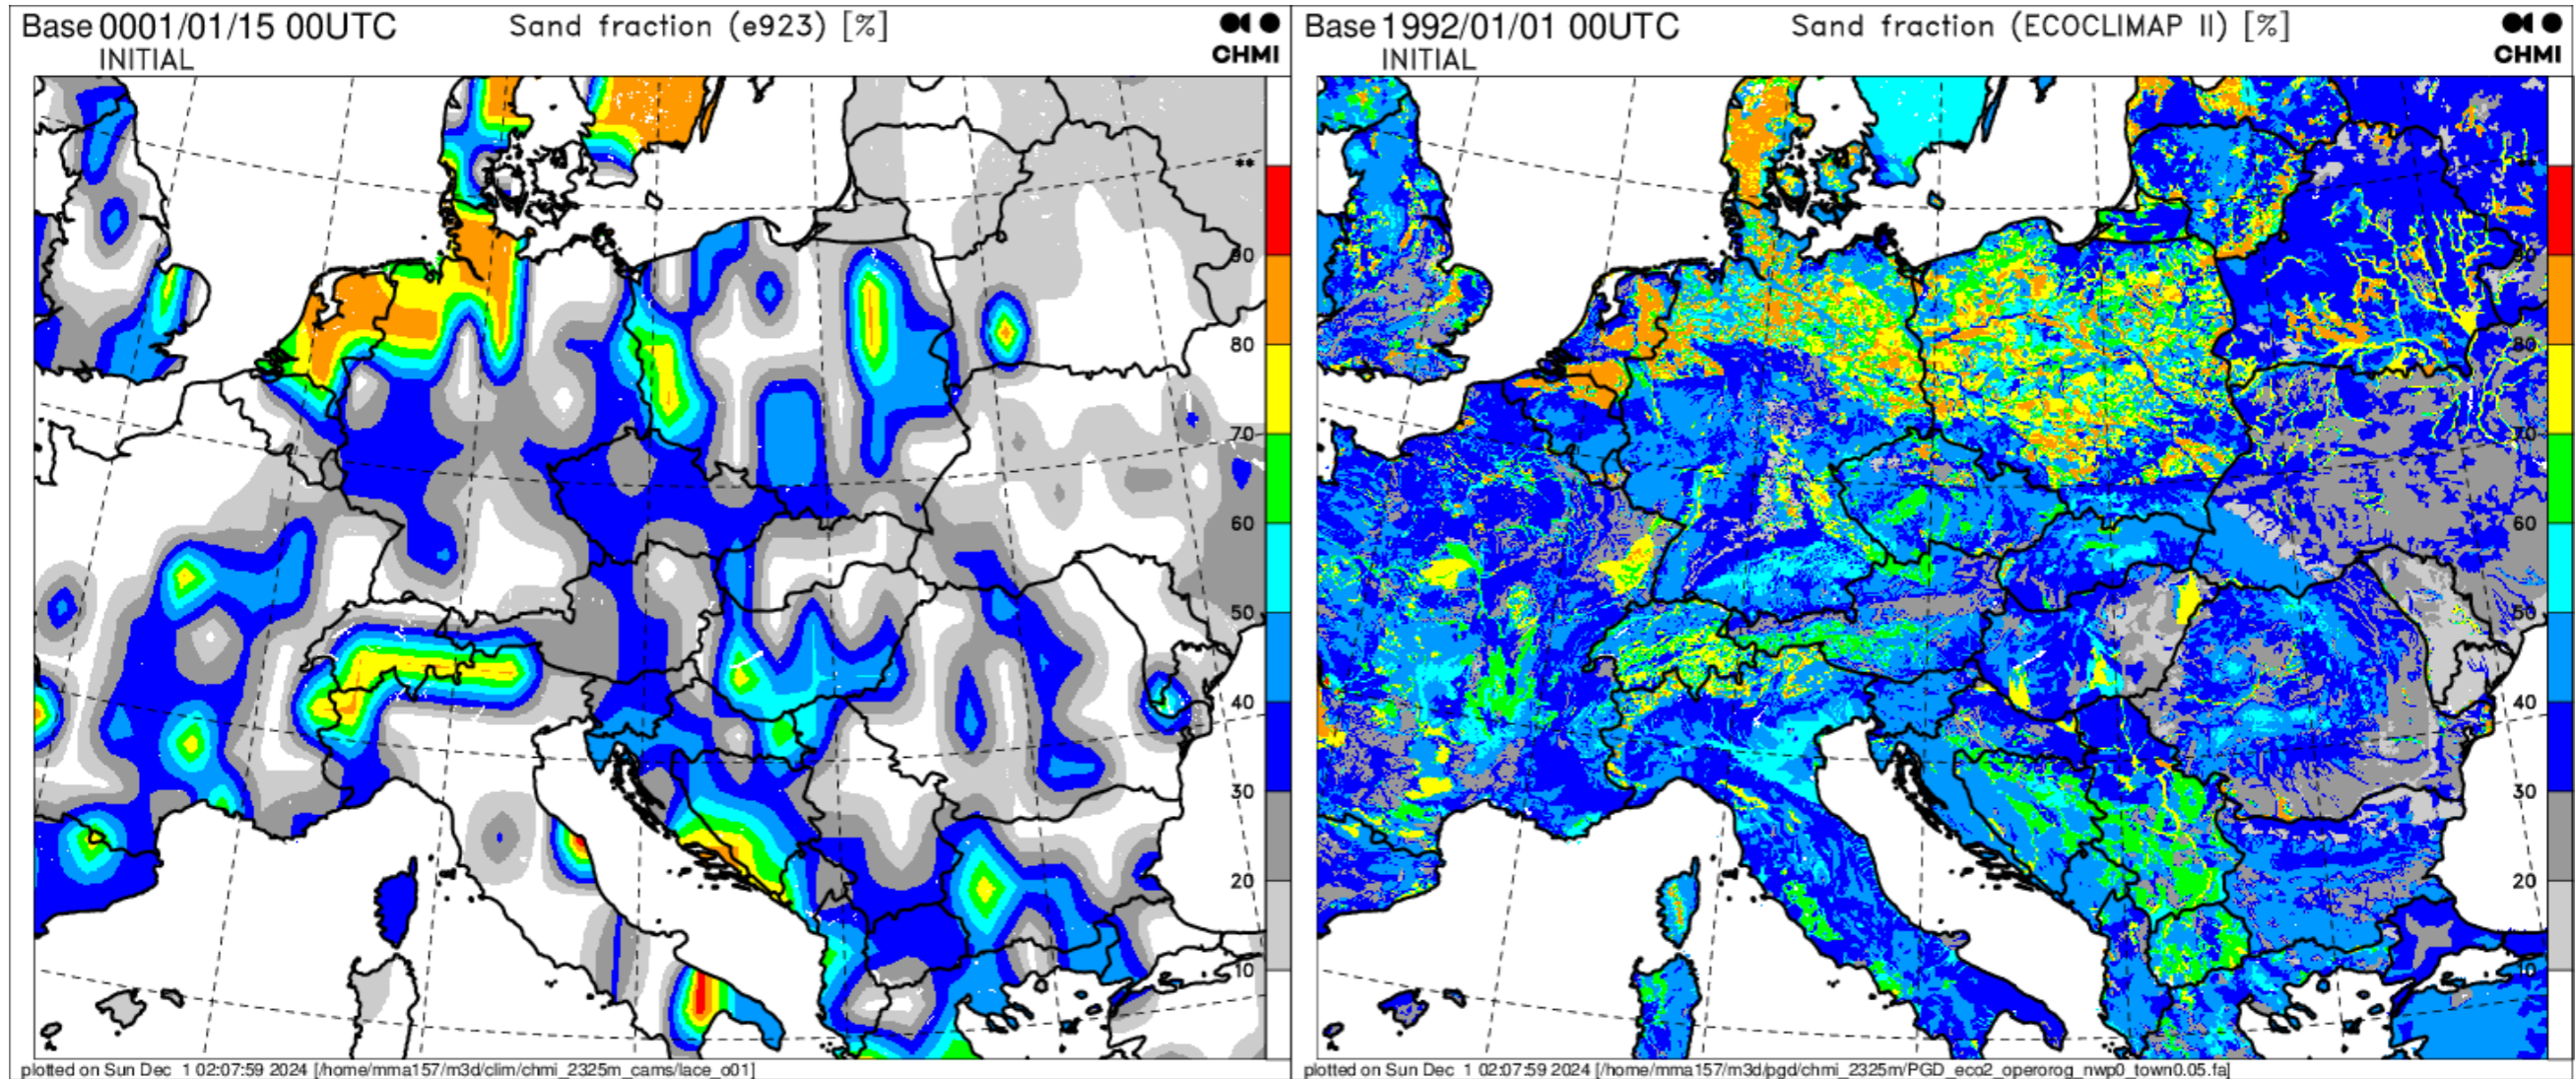 Base 0001/01/15 00UTC Sand fraction (e923) [%]
INITIAL
CHMI
**
90
80
70
60
50
40
30
20
10
plotted on Sun Dec 1 02:07:59 2024 [/home/mma157/m3d/clim/chmi_2325m_cams/lace_o01]
Base 1992/01/01 00UTC Sand fraction (ECOCLIMAP II) [%]
INITIAL
CHMI
**
90
80
70
60
50
40
30
20
10
plotted on Sun Dec 1 02:07:59 2024 [/home/mma157/m3d/pgd/chmi_2325m/PGD_eco2_operorog_nwp0_town0.05.fa]